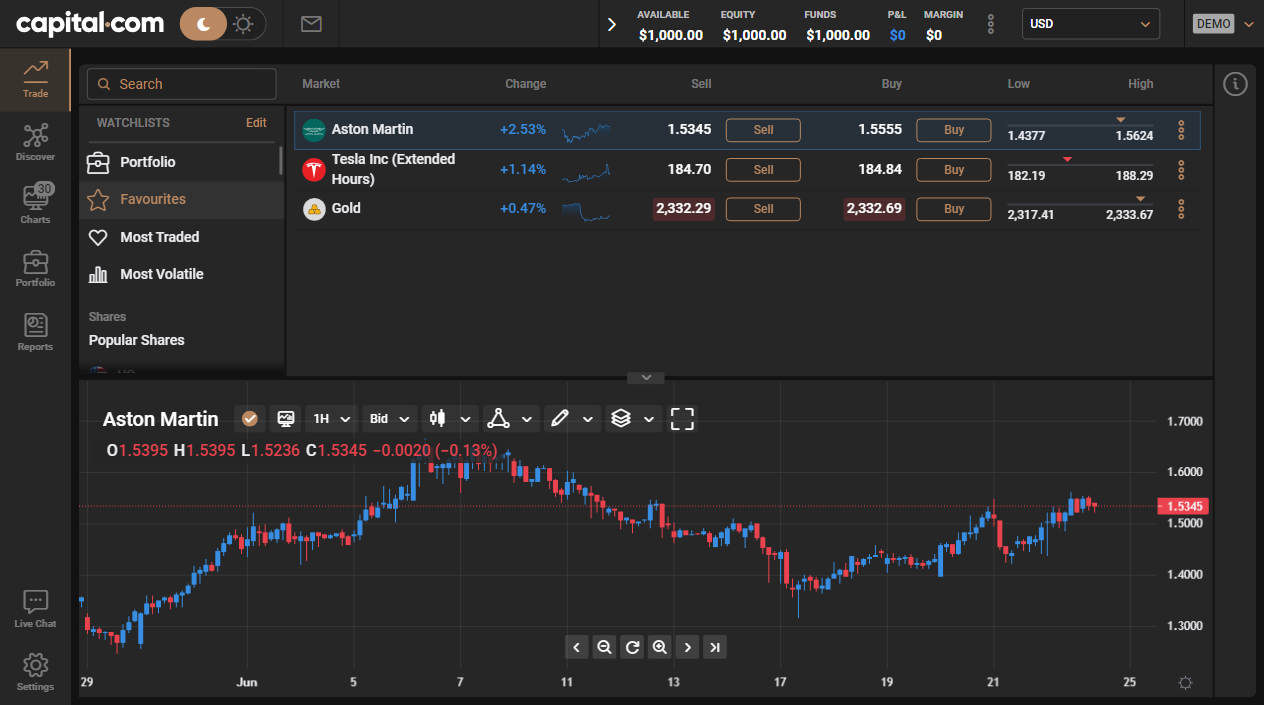 capital.com
AVAILABLE EQUITY FUNDS P&L MARGIN
$1,000.00 $1,000.00 $1,000.00 $0 $0
USD
DEMO
Trade
Discover
30
Charts
Portfolio
Reports
Live Chat
Settings
Search
WATCHLISTS Edit
Portfolio
Favourites
Most Traded
Most Volatile
Shares
Popular Shares
Market Change Sell Buy Low High
Aston Martin +2.53% 1.5345 Sell 1.5555 Buy 1.4377 1.5624
Tesla Inc (Extended
Hours) +1.14% 184.70 Sell 184.84 Buy 182.19 188.29
Gold +0.47% 2,332.29 Sell 2,332.69 Buy 2,317.41 2,333.67
Aston Martin 1H Bid
O1.5395 H1.5395 L1.5236 C1.5345 −0.0020 (−0.13%)
1.7000
1.6000
1.5345
1.5000
1.4000
1.3000
29 Jun 5 7 11 13 17 19 21 25